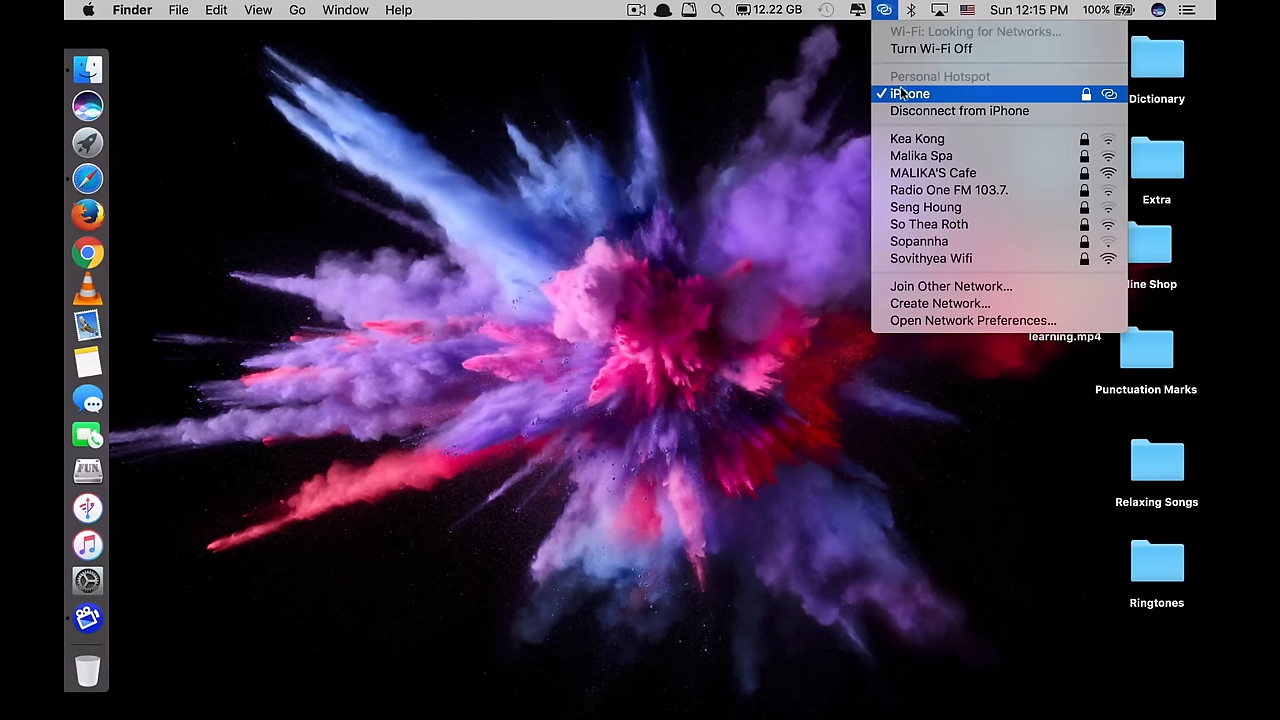 Finder File Edit View Go Window Help 12.22 GB Sun 12:15 PM 100%
Wi-Fi: Looking for Networks...
Turn Wi-Fi Off
Personal Hotspot
iPhone
Disconnect from iPhone
Kea Kong
Malika Spa
MALIKA'S Cafe
Radio One FM 103.7.
Seng Houng
So Thea Roth
Sopannha
Sovithyea Wifi
Join Other Network...
Create Network...
Open Network Preferences...
Dictionary
Extra
line Shop
learning.mp4
Punctuation Marks
Relaxing Songs
Ringtones
FUN